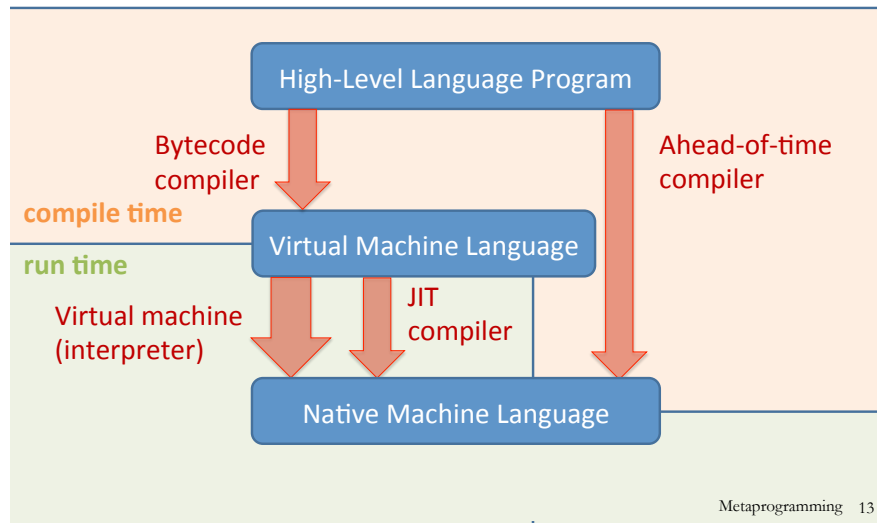 High-Level Language Program
Bytecode
compiler
Ahead-of-time
compiler
compile time
Virtual Machine Language
run time
Virtual machine
(interpreter)
JIT
compiler
Native Machine Language
Metaprogramming 13